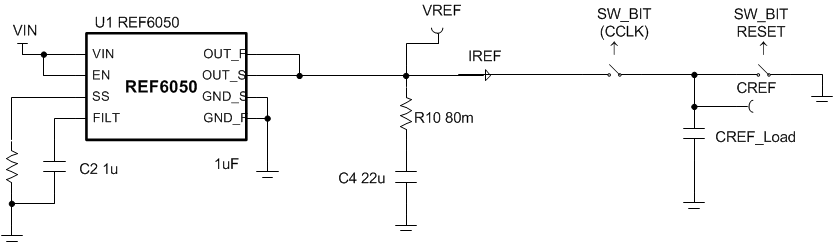 U1 REF6050
VIN
VIN
EN
SS
FILT
REF6050
OUT_F
OUT_S
GND_S
GND_F
C2 1u
1uF
VREF
IREF
R10 80m
C4 22u
SW_BIT
(CCLK)
SW_BIT
RESET
CREF
CREF_Load